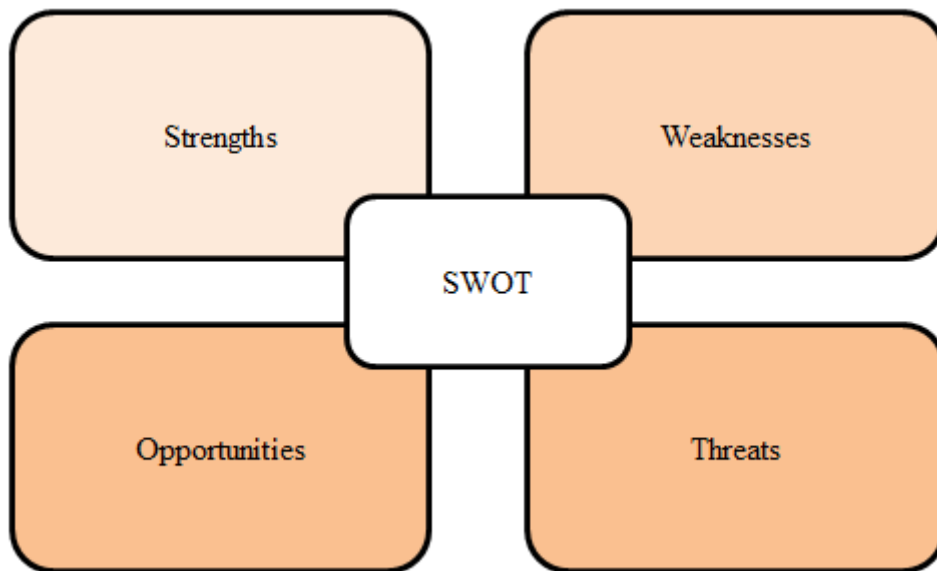 Strengths
Weaknesses
SWOT
Opportunities
Threats